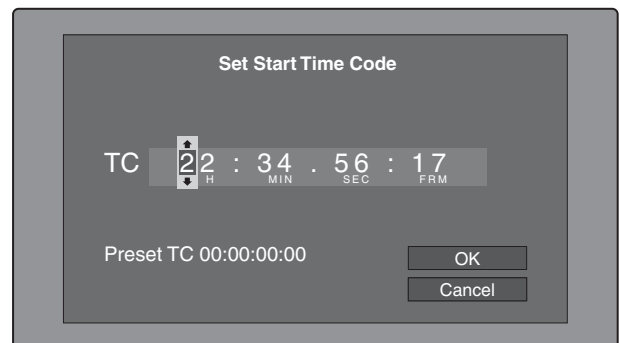 Set Start Time Code
TC 22 : 34 . 56 : 17
H MIN SEC FRM
Preset TC 00:00:00:00
OK
Cancel